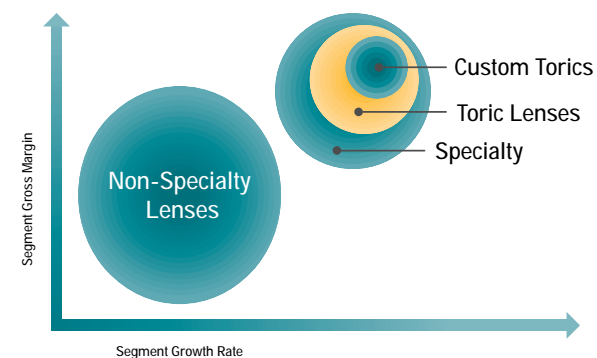 Custom Torics
Toric Lenses
Specialty
Non-Specialty
Lenses
Segment Gross Margin
Segment Growth Rate